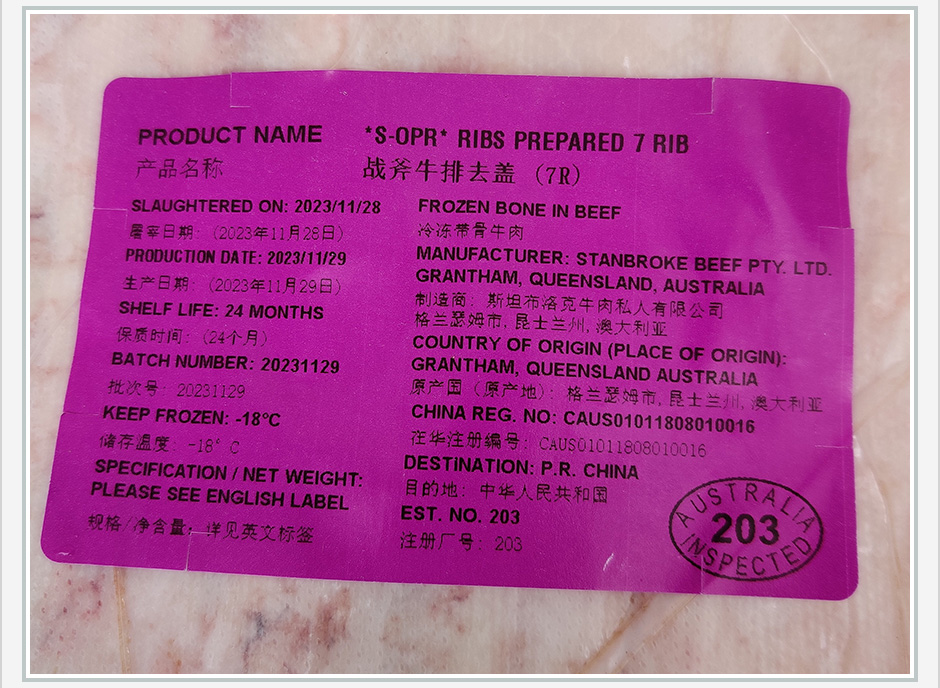 PRODUCT NAME *S-OPR* RIBS PREPARED 7 RIB
产品名称 战斧牛排去盖 (7R)
SLAUGHTERED ON: 2023/11/28
屠宰日期: (2023年11月28日)
PRODUCTION DATE: 2023/11/29
生产日期: (2023年11月29日)
SHELF LIFE: 24 MONTHS
保质时间: (24个月)
BATCH NUMBER: 20231129
批次号: 20231129
KEEP FROZEN: -18°C
储存温度: -18° C
SPECIFICATION / NET WEIGHT:
PLEASE SEE ENGLISH LABEL
规格/净含量: 详见英文标签
FROZEN BONE IN BEEF
冷冻带骨牛肉
MANUFACTURER: STANBROKE BEEF PTY. LTD.
GRANTHAM, QUEENSLAND, AUSTRALIA
制造商: 斯坦布洛克牛肉私人有限公司
格兰瑟姆市, 昆士兰州, 澳大利亚
COUNTRY OF ORIGIN (PLACE OF ORIGIN):
GRANTHAM, QUEENSLAND AUSTRALIA
原产国 (原产地): 格兰瑟姆市, 昆士兰州, 澳大利亚
CHINA REG. NO: CAUS01011808010016
在华注册编号: CAUS01011808010016
DESTINATION: P.R. CHINA
目的地: 中华人民共和国
EST. NO. 203
注册厂号: 203
AUSTRALIA
203
INSPECTED